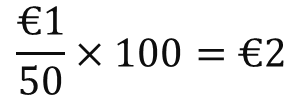 €1
50 × 100 = €2